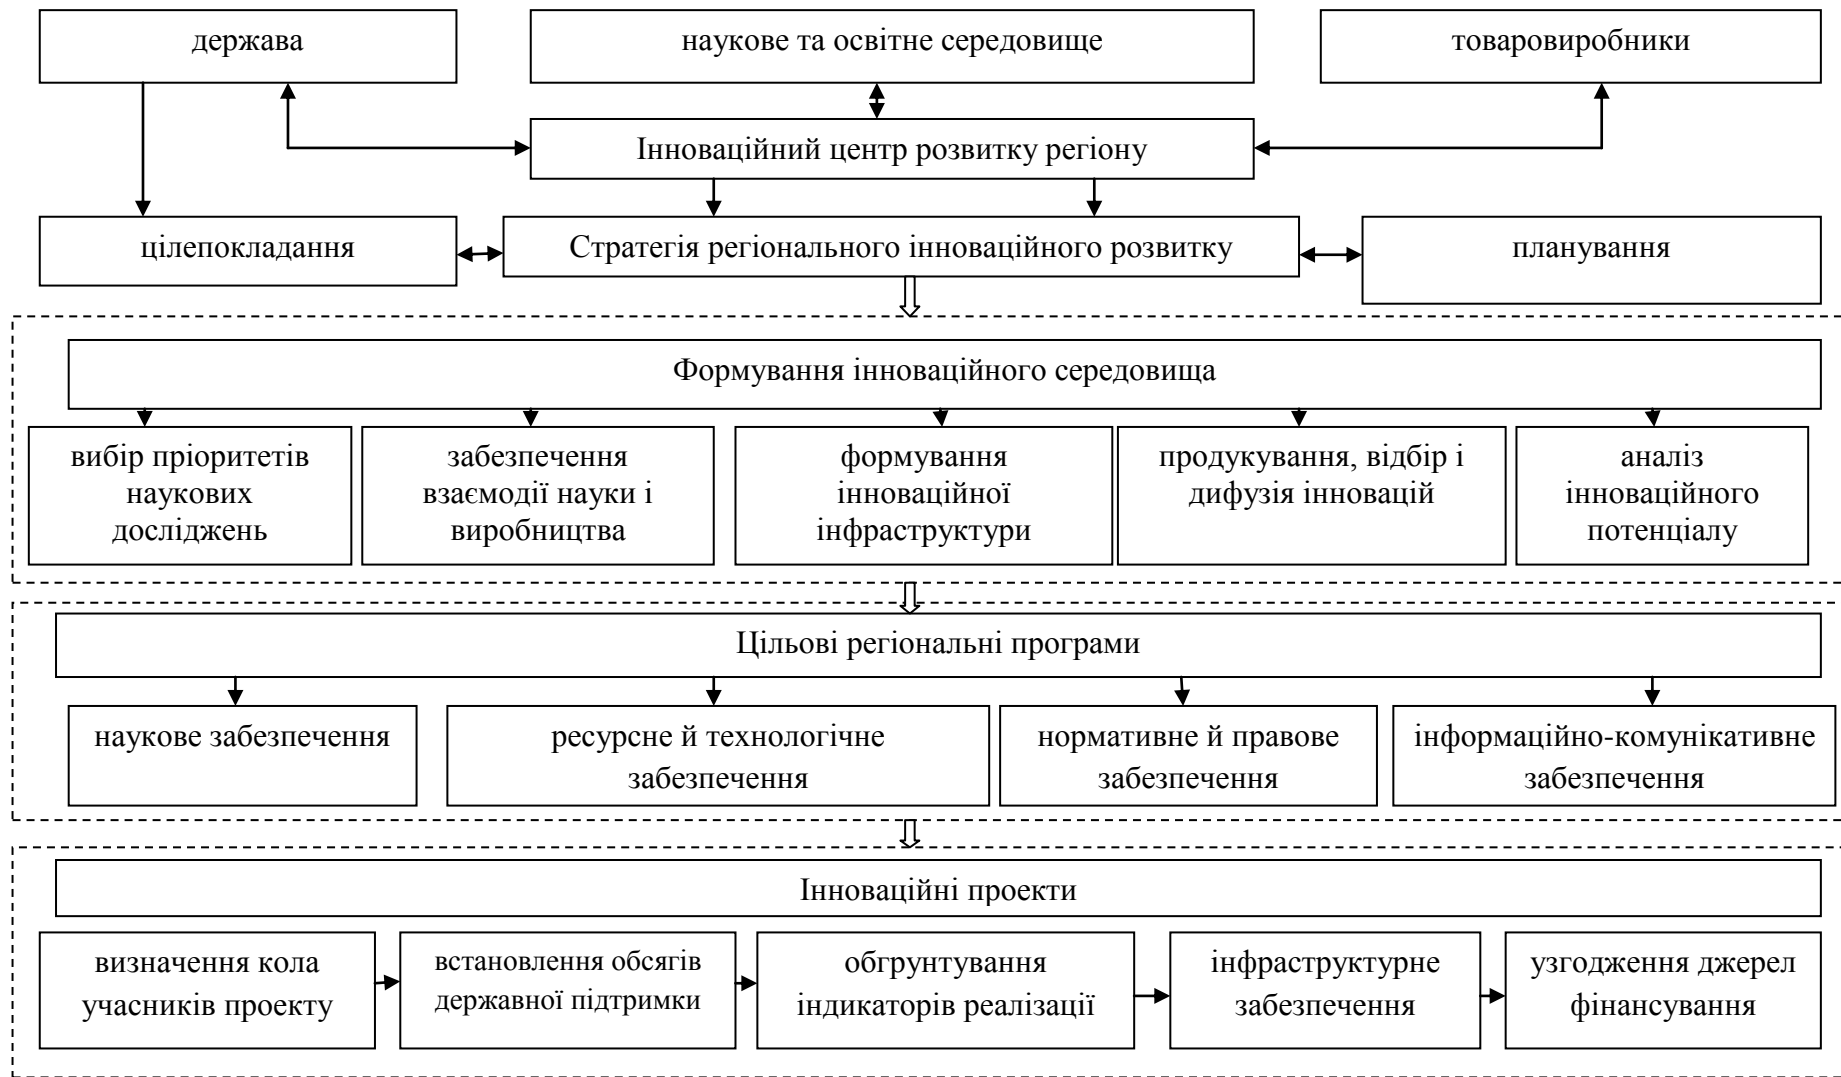 держава
наукове та освітне середовище
товаровиробники
Інноваційний центр розвитку регіону
цілепокладання
Стратегія регіонального інноваційного розвитку
планування
Формування інноваційного середовища
вибір пріоритетів
наукових
досліджень
забезпечення
взаємодії науки і
виробництва
формування
інноваційної
інфраструктури
продукування, відбір і
дифузія інновацій
аналіз
інноваційного
потенціалу
Цільові регіональні програми
наукове забезпечення
ресурсне й технологічне
забезпечення
нормативне й правове
забезпечення
інформаційно-комунікативне
забезпечення
Інноваційні проекти
визначення кола
учасників проекту
встановлення обсягів
державної підтримки
обгрунтування
індикаторів реалізації
інфраструктурне
забезпечення
узгодження джерел
фінансування